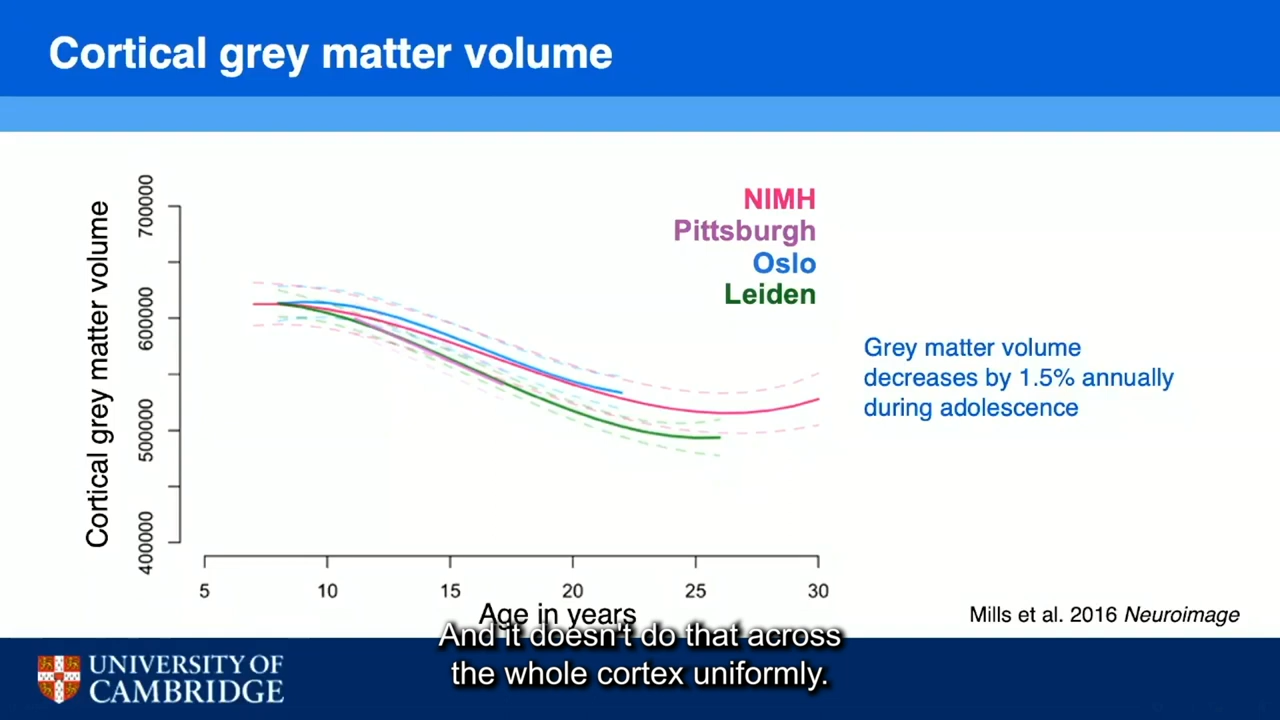 Cortical grey matter volume
NIMH
Pittsburgh
Oslo
Leiden
Cortical grey matter volume
700000
600000
500000
400000
5 10 15 20 25 30
Age in years
Grey matter volume
decreases by 1.5% annually
during adolescence
Mills et al. 2016 Neuroimage
And it doesn't do that across
the whole cortex uniformly.
UNIVERSITY OF
CAMBRIDGE